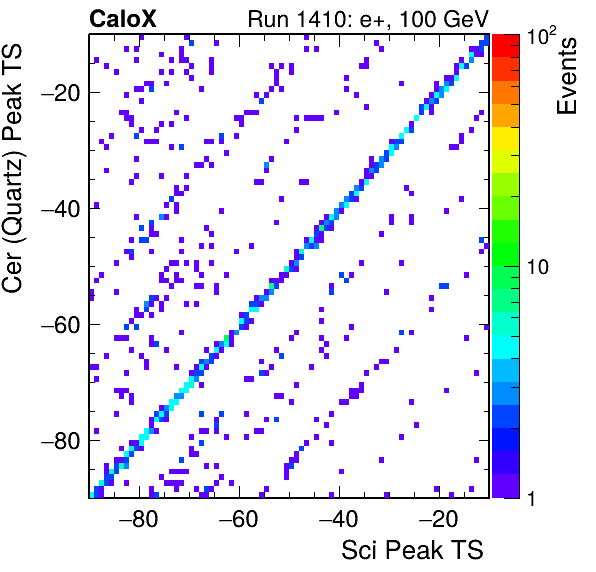 CaloX Run 1410: e+, 100 GeV
Cer (Quartz) Peak TS
−20
−40
−60
−80
−80 −60 −40 −20
Sci Peak TS
10²
10
1
Events